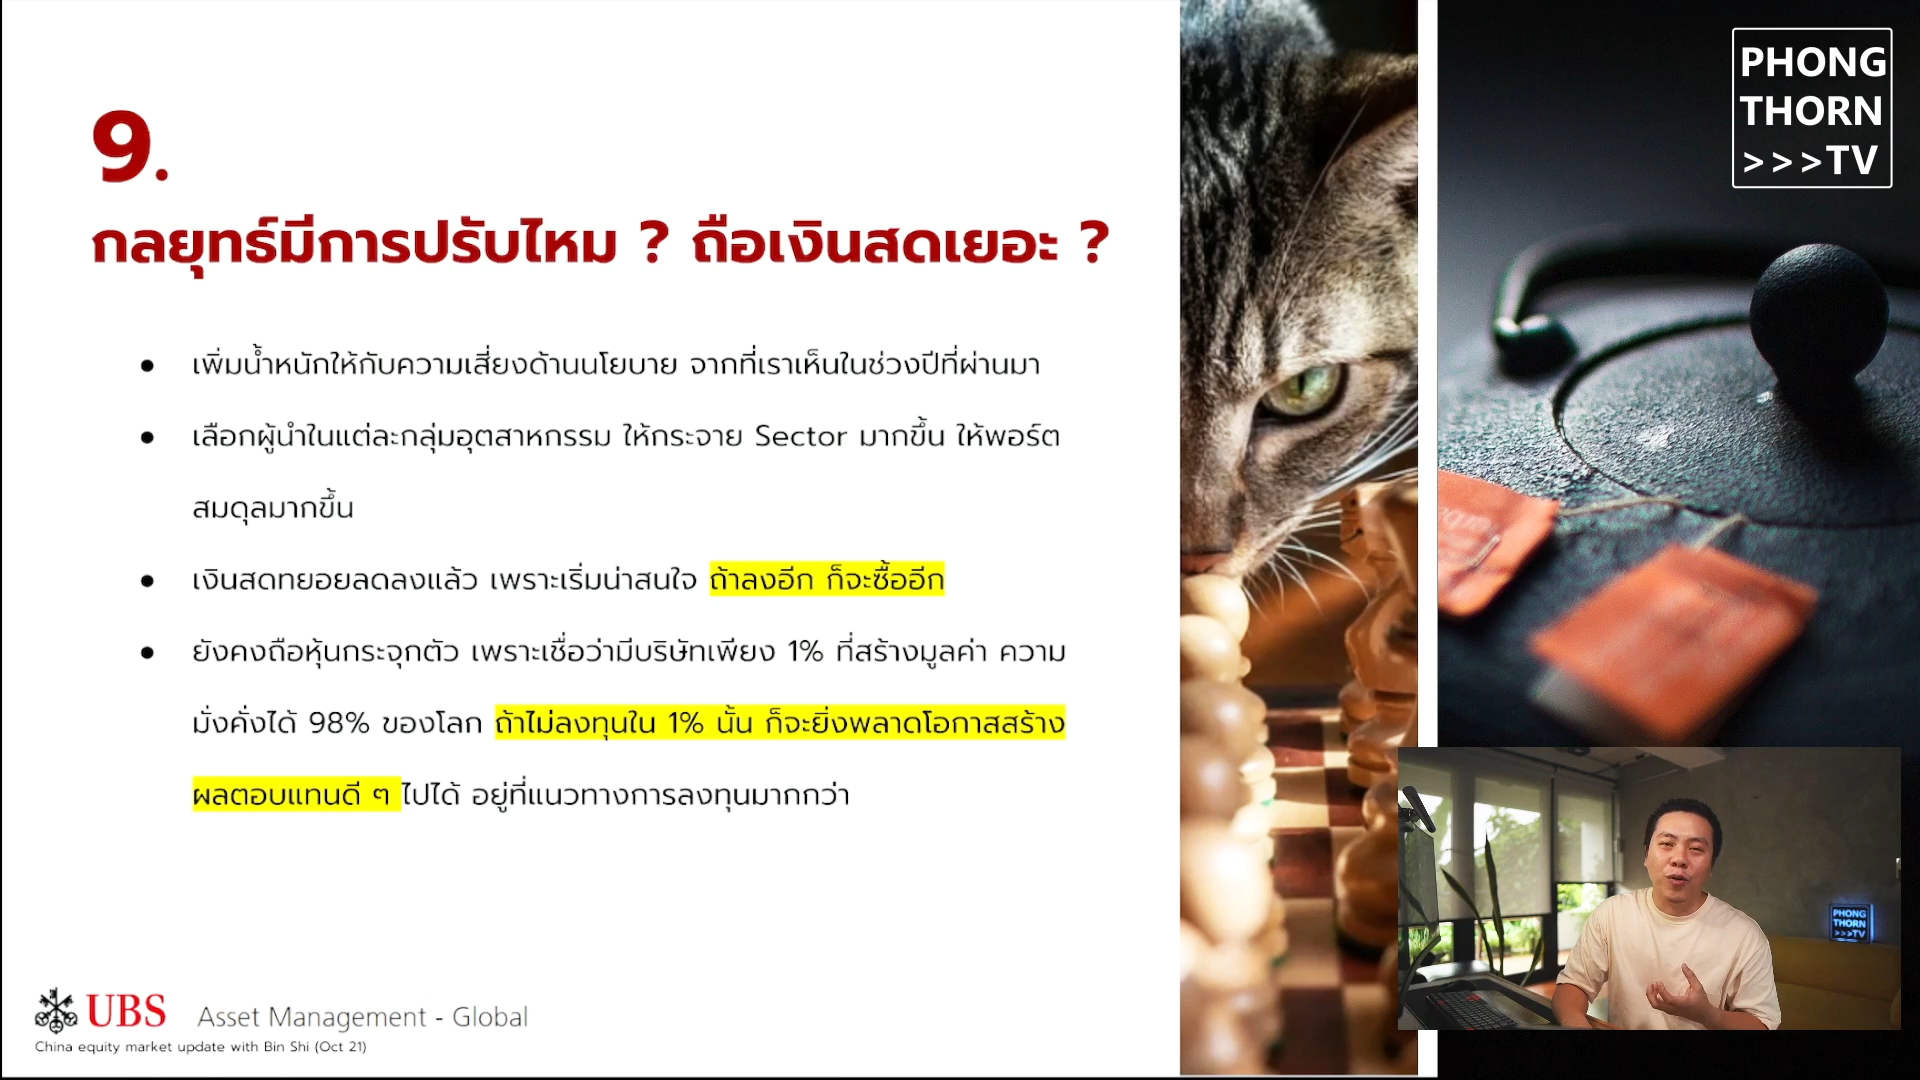 9.
กลยุทธ์มีการปรับไหม ? ถือเงินสดเยอะ ?
● เพิ่มน้ำหนักให้กับความเสี่ยงด้านนโยบาย จากที่เราเห็นในช่วงปีที่ผ่านมา
● เลือกผู้นำในแต่ละกลุ่มอุตสาหกรรม ให้กระจาย Sector มากขึ้น ให้พอร์ต
สมดุลมากขึ้น
● เงินสดทยอยลดลงแล้ว เพราะเริ่มน่าสนใจ ถ้าลงอีก ก็จะซื้ออีก
● ยังคงถือหุ้นกระจุกตัว เพราะเชื่อว่ามีบริษัทเพียง 1% ที่สร้างมูลค่า ความ
มั่งคั่งได้ 98% ของโลก ถ้าไม่ลงทุนใน 1% นั้น ก็จะยิ่งพลาดโอกาสสร้าง
ผลตอบแทนดี ๆ ไปได้ อยู่ที่แนวทางการลงทุนมากกว่า
UBS Asset Management - Global
China equity market update with Bin Shi (Oct 21)
PHONG
THORN
>>>TV
PHONG
THORN
>>>TV